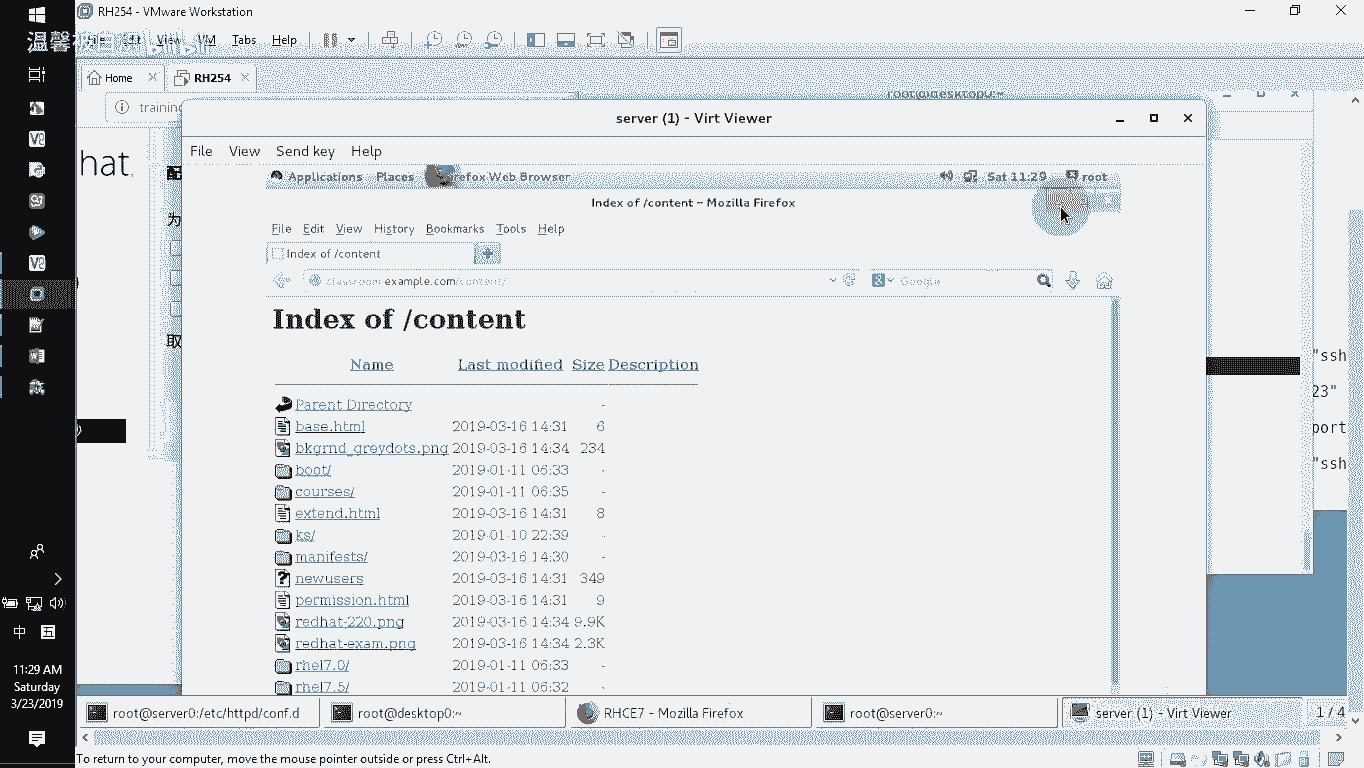 RH254 - VMware Workstation
温馨
View VM Tabs Help
Home
RH254
training
root@desktop0:~
server (1) - Virt Viewer
File View Send key Help
hat.
Applications Places Firefox Web Browser
Sat 11:29 root
Index of /content - Mozilla Firefox
为
File Edit View History Bookmarks Tools Help
Index of /content
classroom.example.com/content/
Google
Index of /content
取
Name Last modified Size Description
"ssh
23"
port
"ssh
Parent Directory -
base.html 2019-03-16 14:31 6
bkgrnd_greydots.png 2019-03-16 14:34 234
boot/ 2019-01-11 06:33 -
courses/ 2019-01-11 06:35 -
extend.html 2019-03-16 14:31 8
ks/ 2019-01-10 22:39 -
manifests/ 2019-03-16 14:30 -
newusers 2019-03-16 14:31 349
permission.html 2019-03-16 14:31 9
redhat-220.png 2019-03-16 14:34 9.9K
redhat-exam.png 2019-03-16 14:34 2.3K
rhel7.0/ 2019-01-11 06:33 -
rhel7.5/ 2019-01-11 06:32 -
中 五
11:29 AM
Saturday
3/23/2019
root@server0:/etc/httpd/conf.d
root@desktop0:~
RHCE7 - Mozilla Firefox
root@server0:~
server (1) - Virt Viewer
1 / 4
To return to your computer, move the mouse pointer outside or press Ctrl+Alt.